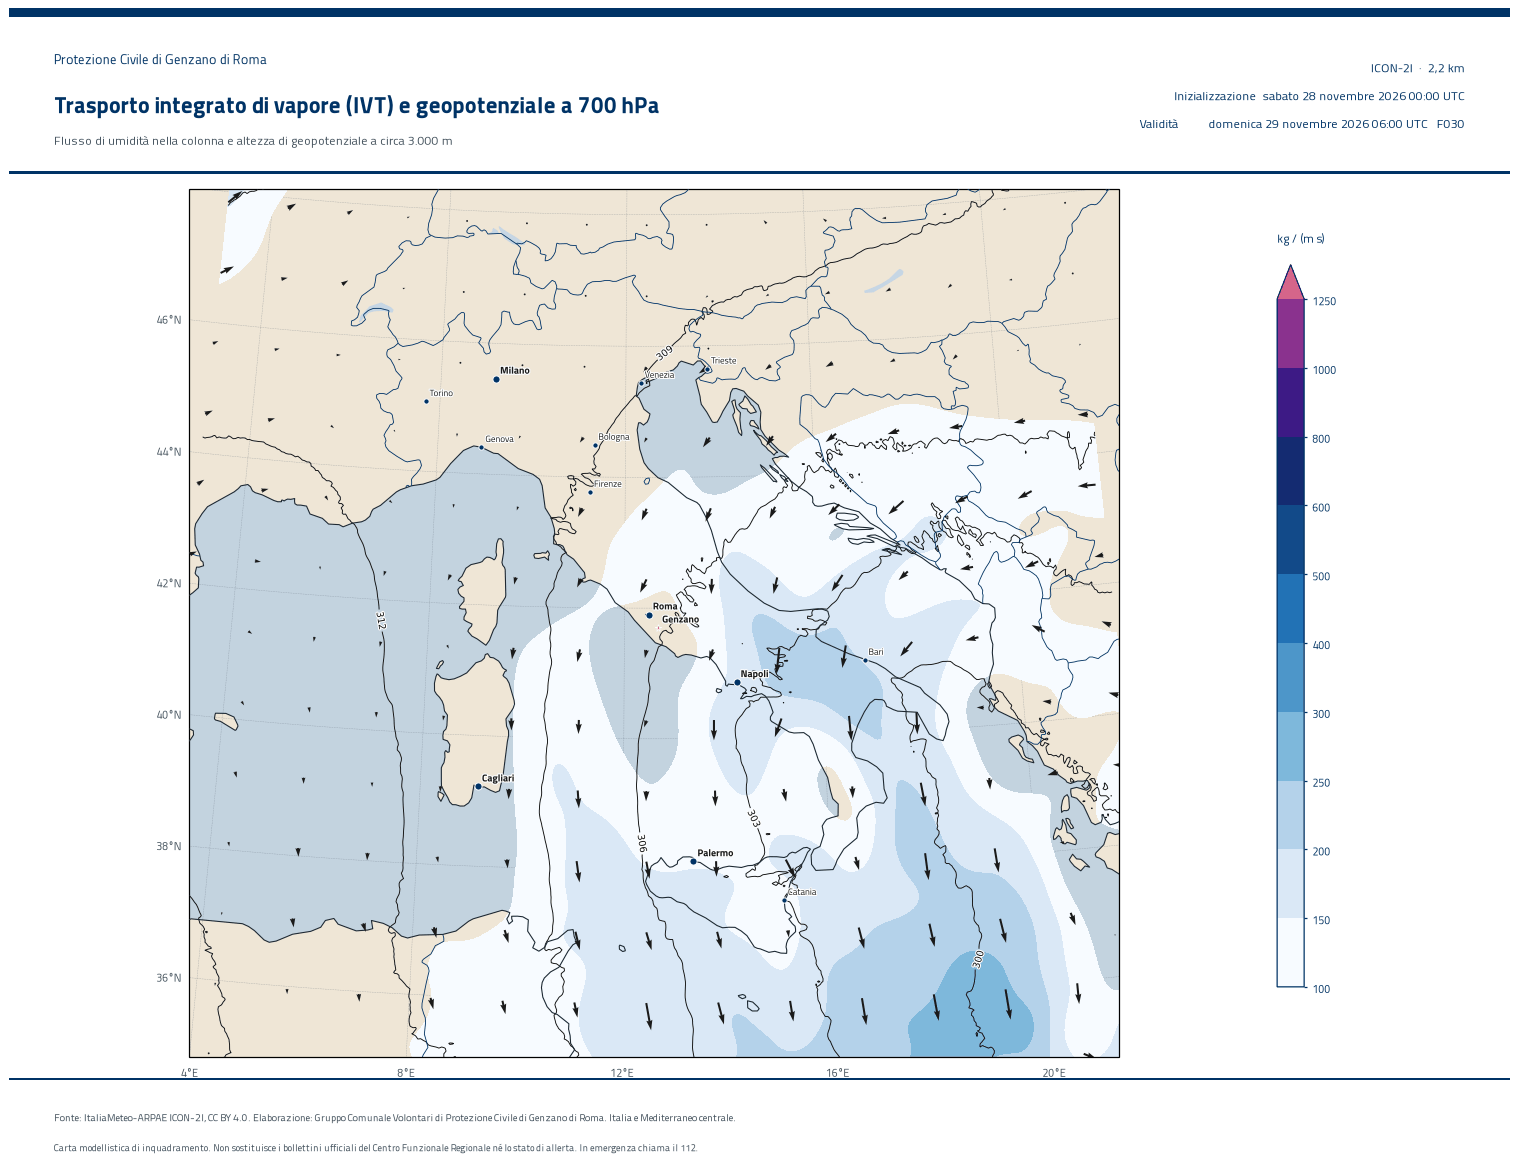 Protezione Civile di Genzano di Roma
Trasporto integrato di vapore (IVT) e geopotenziale a 700 hPa
Flusso di umidità nella colonna e altezza di geopotenziale a circa 3.000 m
ICON-2I · 2,2 km
Inizializzazione sabato 28 novembre 2026 00:00 UTC
Validità domenica 29 novembre 2026 06:00 UTC F030
kg / (m s)
1250
1000
800
600
500
400
300
250
200
150
100
46°N
44°N
42°N
40°N
38°N
36°N
4°E
8°E
12°E
16°E
20°E
309
Trieste
Venezia
Milano
Torino
Genova
Bologna
Firenze
312
Roma
Genzano
Bari
Napoli
Cagliari
303
306
Palermo
Catania
300
Fonte: ItaliaMeteo-ARPAE ICON-2I, CC BY 4.0. Elaborazione: Gruppo Comunale Volontari di Protezione Civile di Genzano di Roma. Italia e Mediterraneo centrale.
Carta modellistica di inquadramento. Non sostituisce i bollettini ufficiali del Centro Funzionale Regionale né lo stato di allerta. In emergenza chiama il 112.